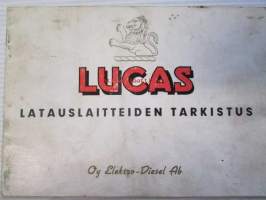 LUCAS
LATAUSLAITTEIDEN TARKISTUS
Oy Elektro-Diesel Ab